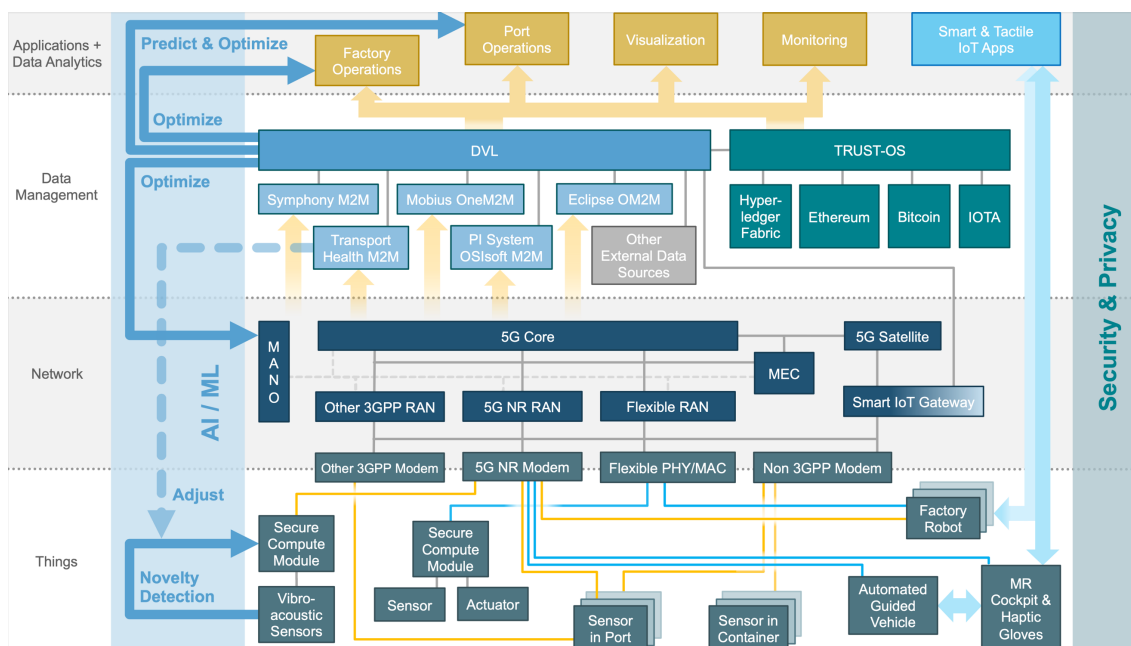 Applications +
Data Analytics
Predict & Optimize
Factory
Operations
Port
Operations
Visualization
Monitoring
Smart & Tactile
IoT Apps
Optimize
Optimize
Data
Management
DVL
TRUST-OS
Symphony M2M
Mobius OneM2M
Eclipse OM2M
Transport
Health M2M
PI System
OSIsoft M2M
Other
External Data
Sources
Hyper-
ledger
Fabric
Ethereum
Bitcoin
IOTA
Security & Privacy
Network
AI / ML
M
A
N
O
5G Core
5G Satellite
MEC
Other 3GPP RAN
5G NR RAN
Flexible RAN
Smart IoT Gateway
Other 3GPP Modem
5G NR Modem
Flexible PHY/MAC
Non 3GPP Modem
Things
Adjust
Novelty
Detection
Secure
Compute
Module
Vibro-
acoustic
Sensors
Secure
Compute
Module
Sensor
Actuator
Sensor
in Port
Sensor in
Container
Factory
Robot
Automated
Guided
Vehicle
MR
Cockpit &
Haptic
Gloves